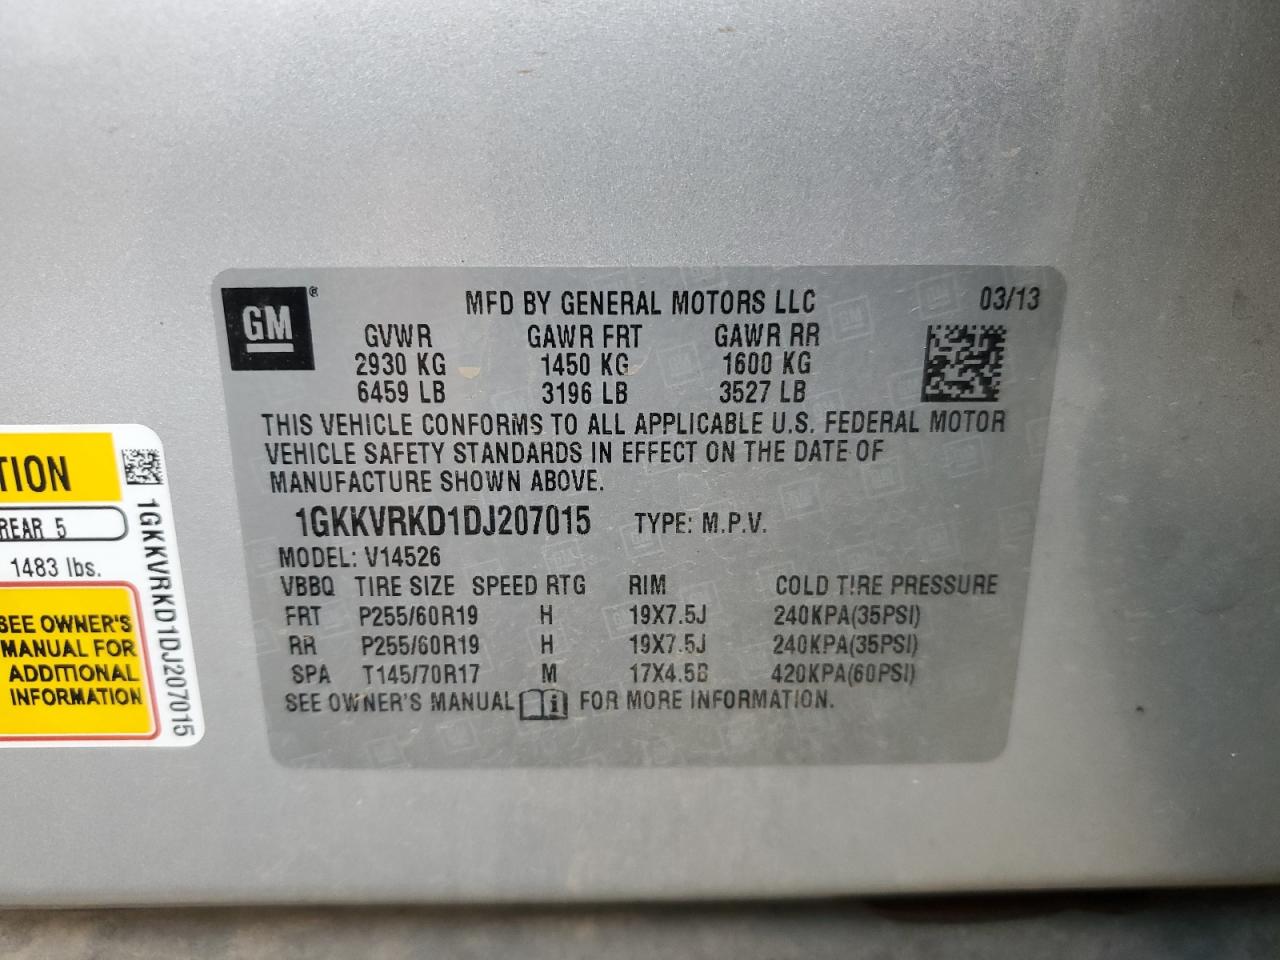 GM®
MFD BY GENERAL MOTORS LLC 03/13
GVWR GAWR FRT GAWR RR
2930 KG 1450 KG 1600 KG
6459 LB 3196 LB 3527 LB
THIS VEHICLE CONFORMS TO ALL APPLICABLE U.S. FEDERAL MOTOR
VEHICLE SAFETY STANDARDS IN EFFECT ON THE DATE OF
MANUFACTURE SHOWN ABOVE.
1GKKVRKD1DJ207015 TYPE: M.P.V.
MODEL: V14526
VBBQ TIRE SIZE SPEED RTG RIM COLD TIRE PRESSURE
FRT P255/60R19 H 19X7.5J 240KPA(35PSI)
RR P255/60R19 H 19X7.5J 240KPA(35PSI)
SPA T145/70R17 M 17X4.5B 420KPA(60PSI)
SEE OWNER'S MANUAL FOR MORE INFORMATION.
TION
REAR 5
1483 lbs.
SEE OWNER'S
MANUAL FOR
ADDITIONAL
INFORMATION
1GKKVRKD1DJ207015